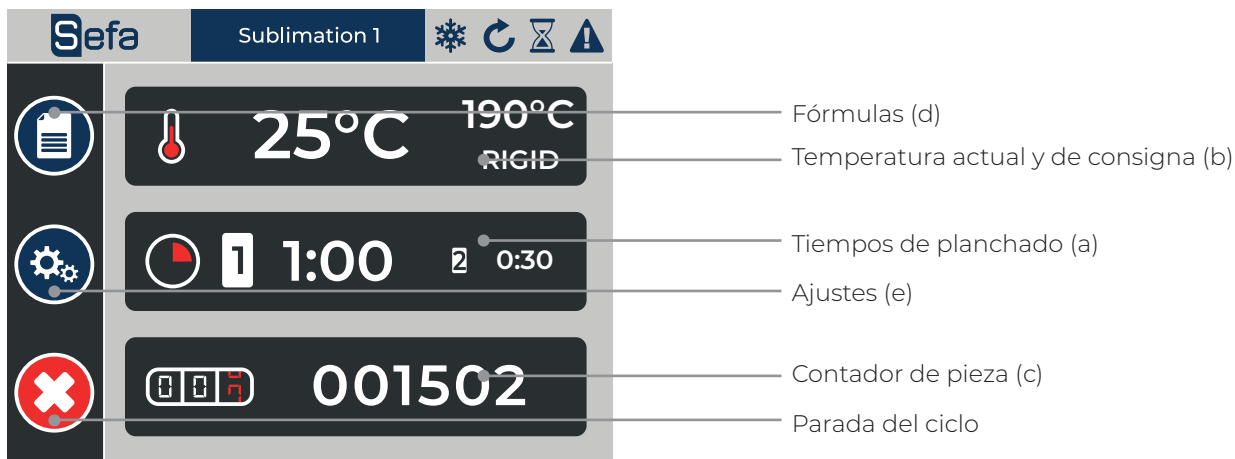 Sefa
Sublimation 1
25°C
190°C
RIGID
1 1:00 2 0:30
001502
Fórmulas (d)
Temperatura actual y de consigna (b)
Tiempos de planchado (a)
Ajustes (e)
Contador de pieza (c)
Parada del ciclo